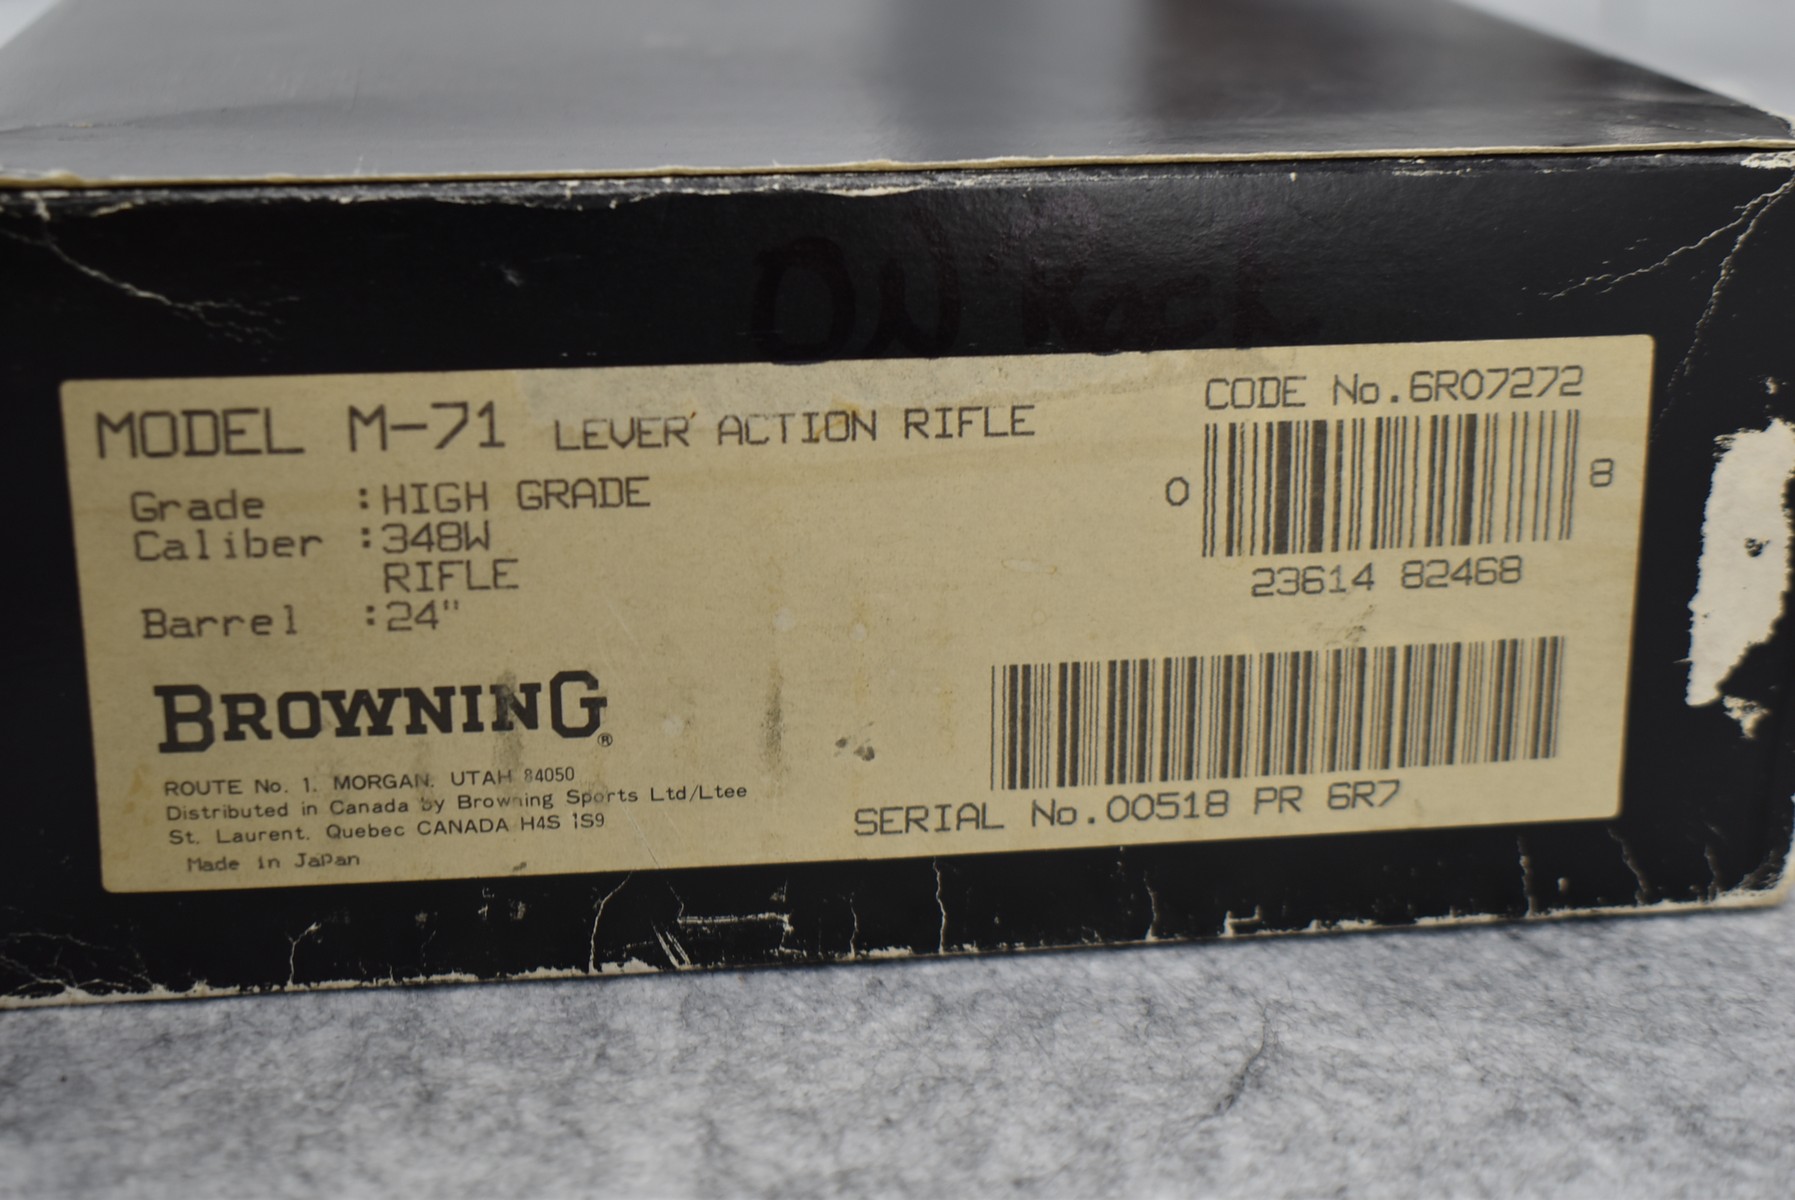 ON Rack
MODEL M-71 LEVER ACTION RIFLE
CODE No.6R07272
Grade :HIGH GRADE
Caliber :348W
RIFLE
Barrel :24"
0 8
23614 82468
BROWNING®
ROUTE No. 1, MORGAN, UTAH 84050
Distributed in Canada by Browning Sports Ltd/Ltee
St. Laurent, Quebec CANADA H4S 1S9
Made in Japan
SERIAL No.00518 PR 6R7